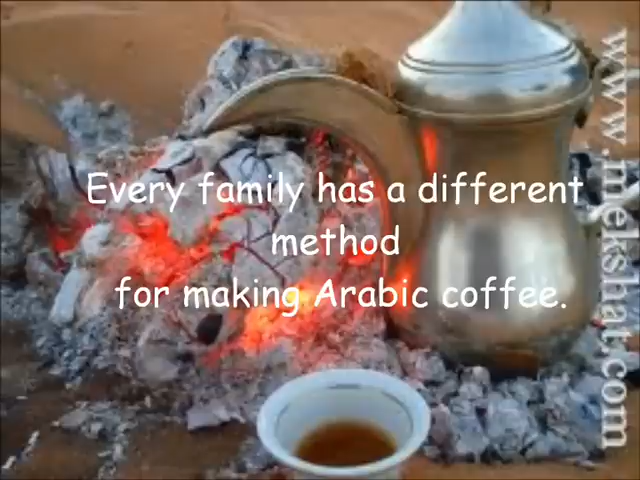 Every family has a different
method
for making Arabic coffee.
www.mekshat.com